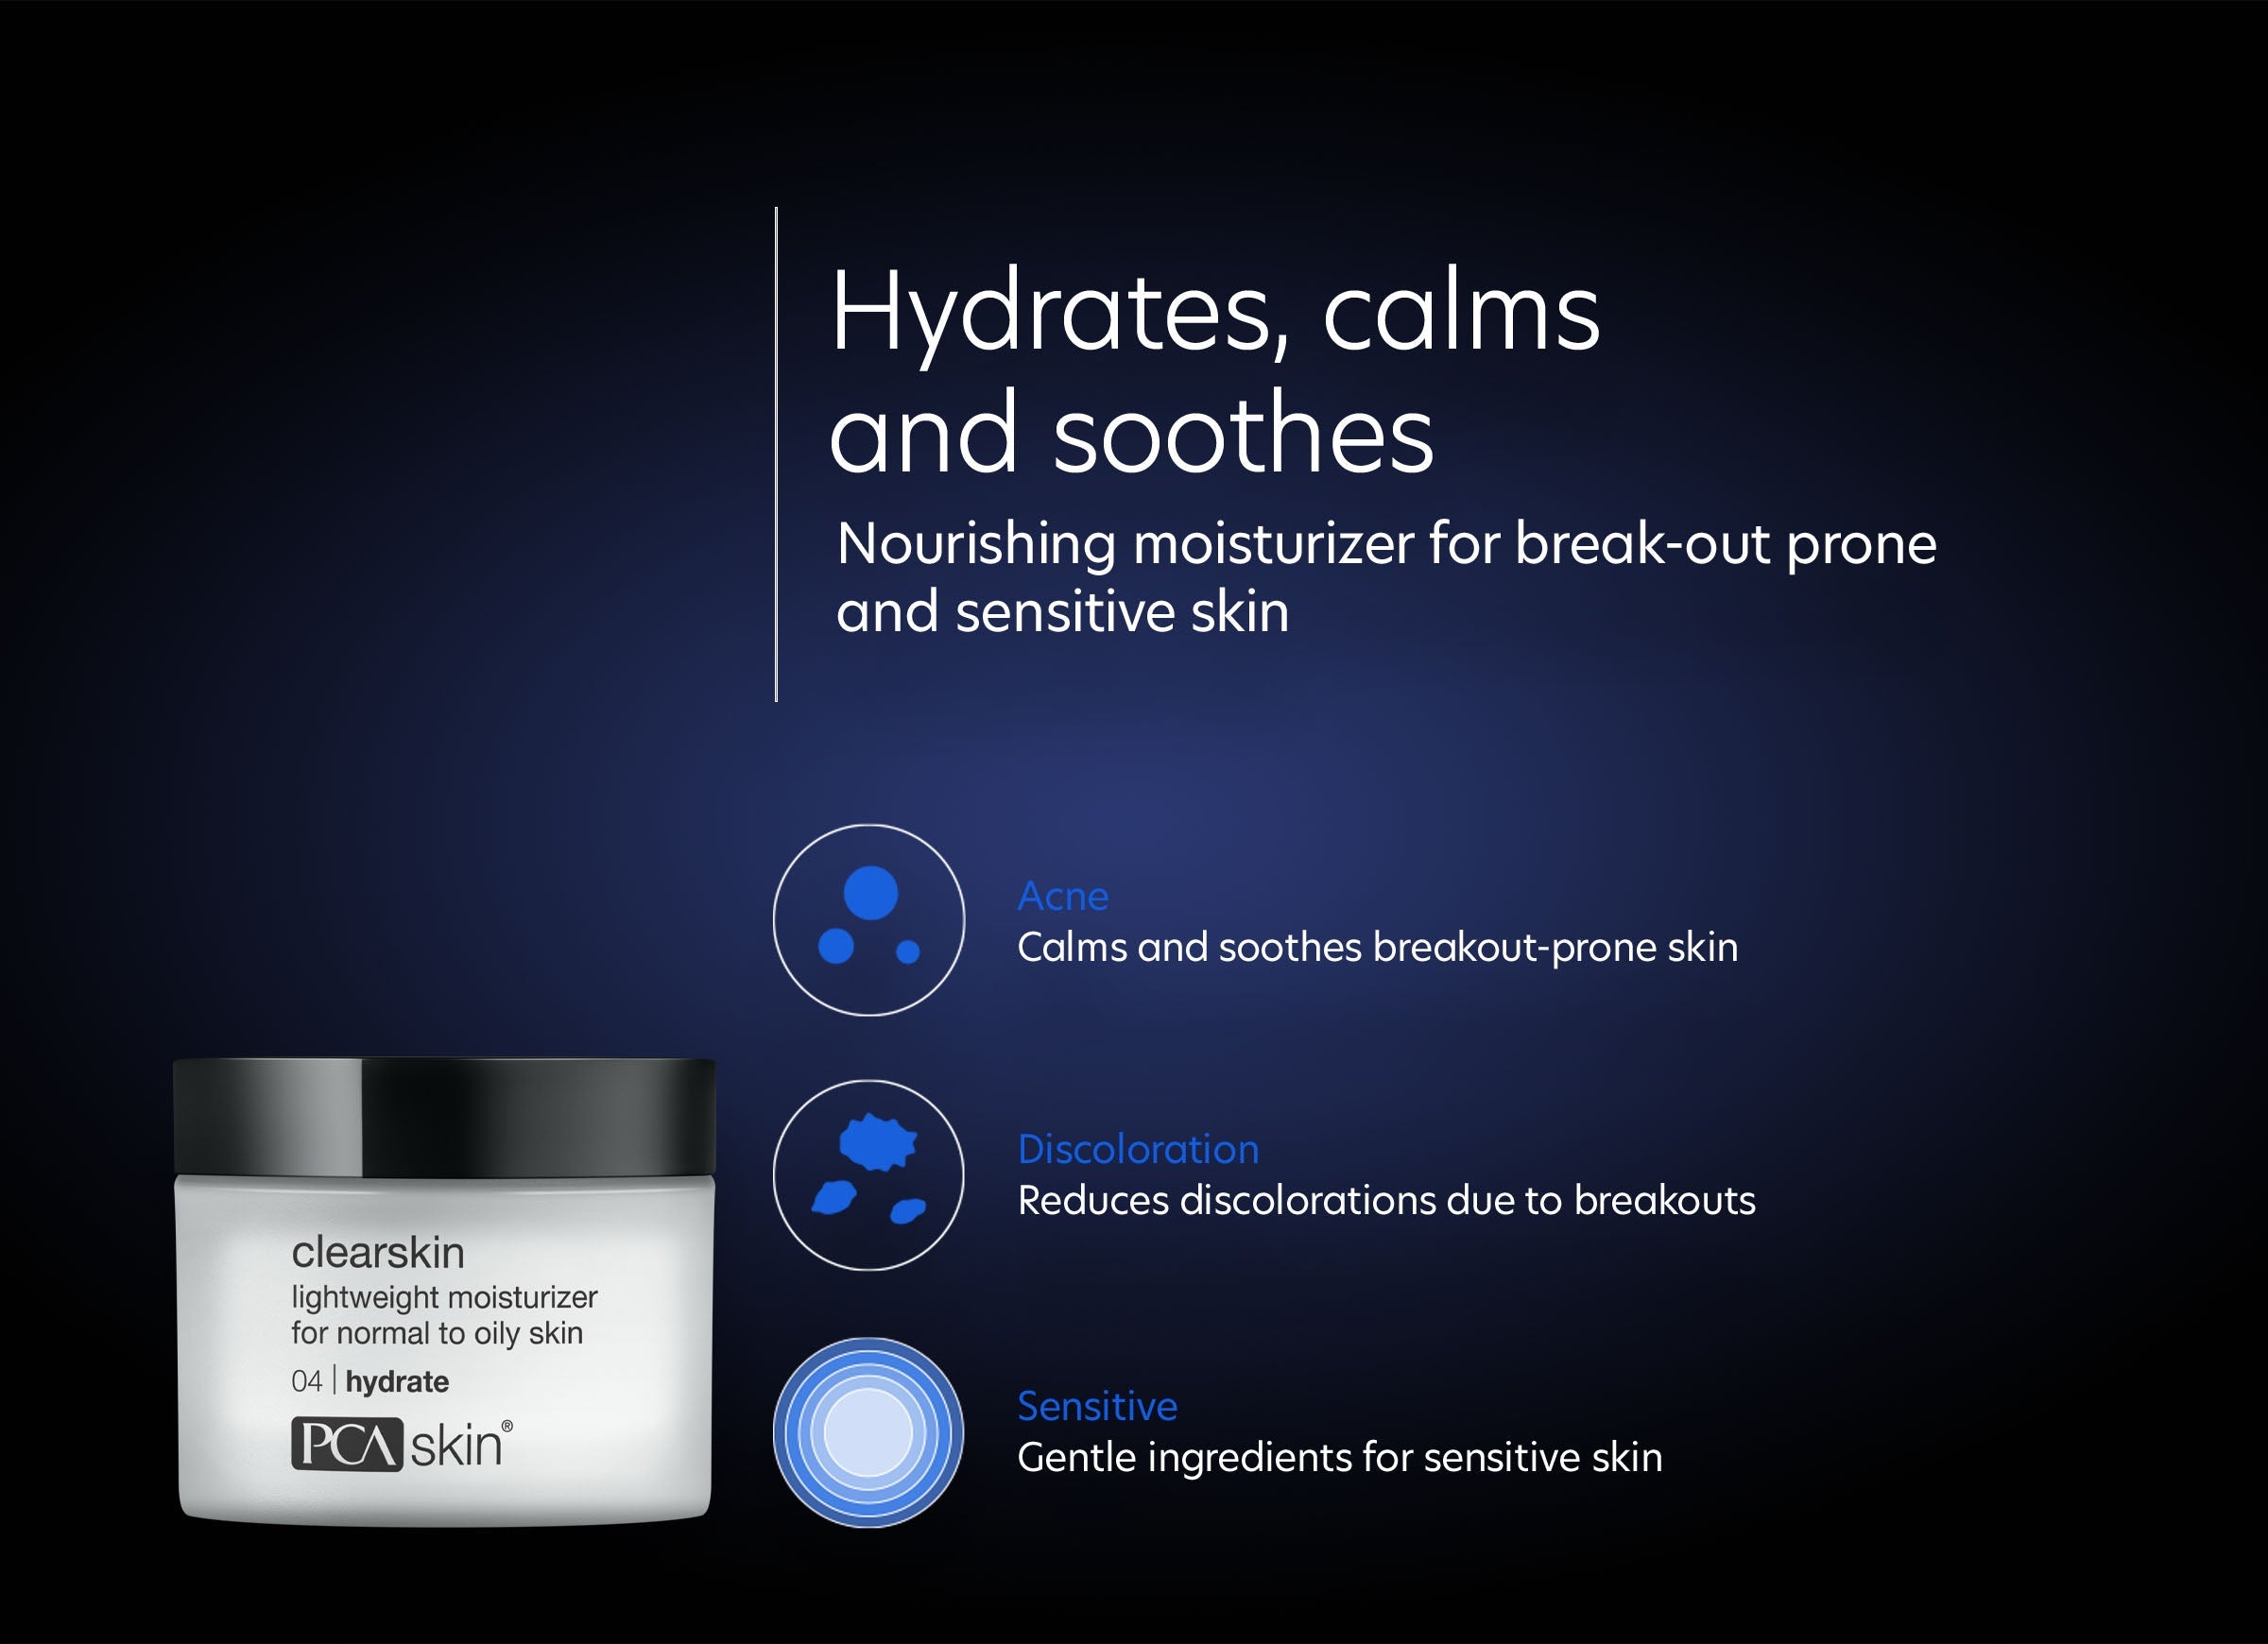 Hydrates, calms
and soothes
Nourishing moisturizer for break-out prone
and sensitive skin
Acne
Calms and soothes breakout-prone skin
Discoloration
Reduces discolorations due to breakouts
Sensitive
Gentle ingredients for sensitive skin
clearskin
lightweight moisturizer
for normal to oily skin
04 | hydrate
PCA skin®